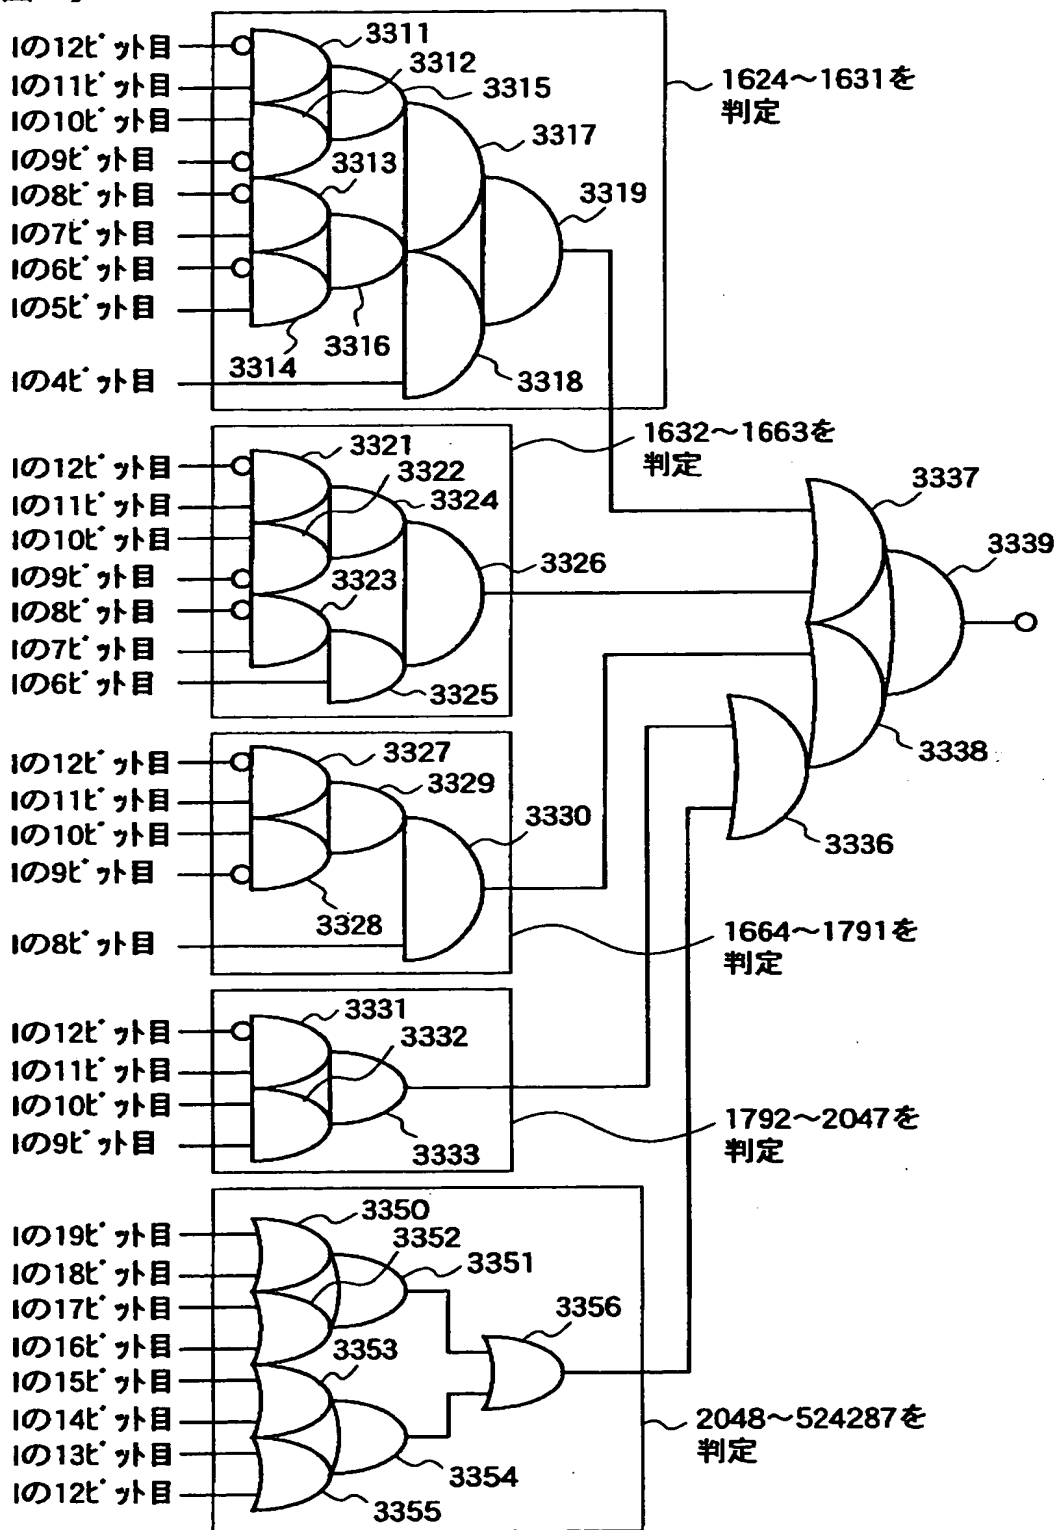 Iの12ビット目
Iの11ビット目
Iの10ビット目
Iの9ビット目
Iの8ビット目
Iの7ビット目
Iの6ビット目
Iの5ビット目
Iの4ビット目
3311
3312
3315
3313
3317
3319
3316
3314
3318
1624～1631を
判定
Iの12ビット目
Iの11ビット目
Iの10ビット目
Iの9ビット目
Iの8ビット目
Iの7ビット目
Iの6ビット目
3321
3322
3324
3323
3326
3325
1632～1663を
判定
3337
3339
3338
3336
Iの12ビット目
Iの11ビット目
Iの10ビット目
Iの9ビット目
Iの8ビット目
3327
3329
3330
3328
1664～1791を
判定
Iの12ビット目
Iの11ビット目
Iの10ビット目
Iの9ビット目
3331
3332
3333
1792～2047を
判定
Iの19ビット目
Iの18ビット目
Iの17ビット目
Iの16ビット目
Iの15ビット目
Iの14ビット目
Iの13ビット目
Iの12ビット目
3350
3352
3351
3356
3353
3354
3355
2048～524287を
判定